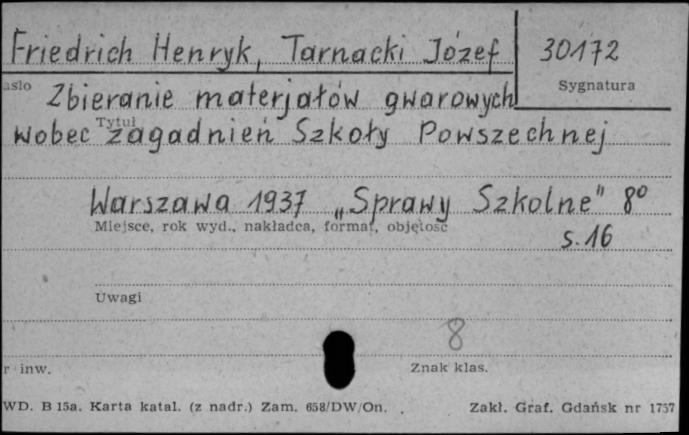 Friedrich Henryk, Tarnacki Józef
30172
asło
Sygnatura
Zbieranie materjałów gwarowych
Tytuł
wobec zagadnień Szkoły Powszechnej
Warszawa 1937 „Sprawy Szkolne" 8°
Miejsce, rok wyd., nakładca, format, objętość
s. 16
Uwagi
8
r inw.
Znak klas.
WD. B 15a. Karta katal. (z nadr.) Zam. 658/DW/On.
Zakł. Graf. Gdańsk nr 1757